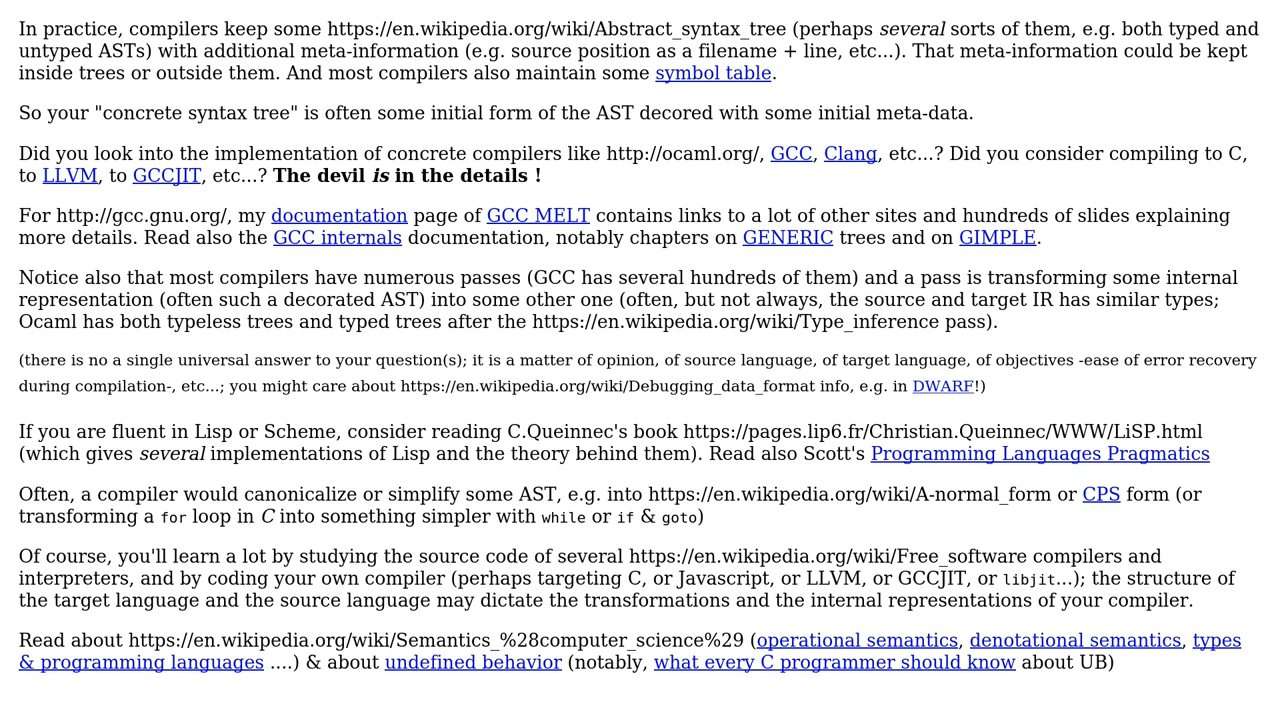 In practice, compilers keep some https://en.wikipedia.org/wiki/Abstract_syntax_tree (perhaps several sorts of them, e.g. both typed and
untyped ASTs) with additional meta-information (e.g. source position as a filename + line, etc...). That meta-information could be kept
inside trees or outside them. And most compilers also maintain some symbol table.
So your "concrete syntax tree" is often some initial form of the AST decored with some initial meta-data.
Did you look into the implementation of concrete compilers like http://ocaml.org/, GCC, Clang, etc...? Did you consider compiling to C,
to LLVM, to GCCJIT, etc...? The devil is in the details !
For http://gcc.gnu.org/, my documentation page of GCC MELT contains links to a lot of other sites and hundreds of slides explaining
more details. Read also the GCC internals documentation, notably chapters on GENERIC trees and on GIMPLE.
Notice also that most compilers have numerous passes (GCC has several hundreds of them) and a pass is transforming some internal
representation (often such a decorated AST) into some other one (often, but not always, the source and target IR has similar types;
Ocaml has both typeless trees and typed trees after the https://en.wikipedia.org/wiki/Type_inference pass).
(there is no a single universal answer to your question(s); it is a matter of opinion, of source language, of target language, of objectives -ease of error recovery
during compilation-, etc...; you might care about https://en.wikipedia.org/wiki/Debugging_data_format info, e.g. in DWARF!)
If you are fluent in Lisp or Scheme, consider reading C.Queinnec's book https://pages.lip6.fr/Christian.Queinnec/WWW/LiSP.html
(which gives several implementations of Lisp and the theory behind them). Read also Scott's Programming Languages Pragmatics
Often, a compiler would canonicalize or simplify some AST, e.g. into https://en.wikipedia.org/wiki/A-normal_form or CPS form (or
transforming a for loop in C into something simpler with while or if & goto)
Of course, you'll learn a lot by studying the source code of several https://en.wikipedia.org/wiki/Free_software compilers and
interpreters, and by coding your own compiler (perhaps targeting C, or Javascript, or LLVM, or GCCJIT, or libjit...); the structure of
the target language and the source language may dictate the transformations and the internal representations of your compiler.
Read about https://en.wikipedia.org/wiki/Semantics_%28computer_science%29 (operational semantics, denotational semantics, types
& programming languages ....) & about undefined behavior (notably, what every C programmer should know about UB)